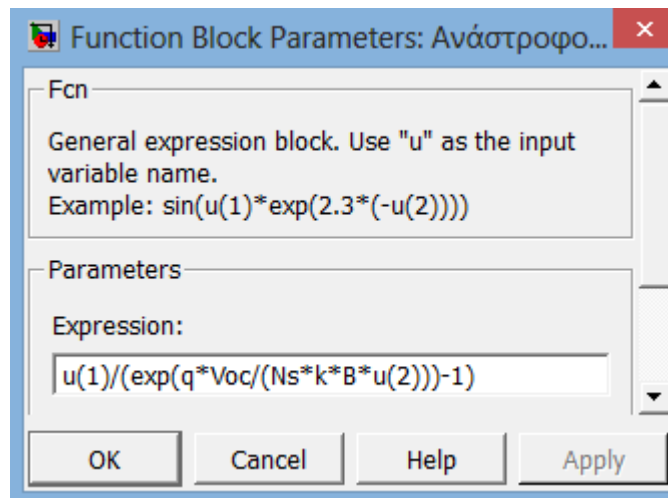 Function Block Parameters: Ανάστροφο...
Fcn
General expression block. Use "u" as the input
variable name.
Example: sin(u(1)*exp(2.3*(-u(2))))
Parameters
Expression:
u(1)/(exp(q*Voc/(Ns*k*B*u(2)))-1)
OK
Cancel
Help
Apply